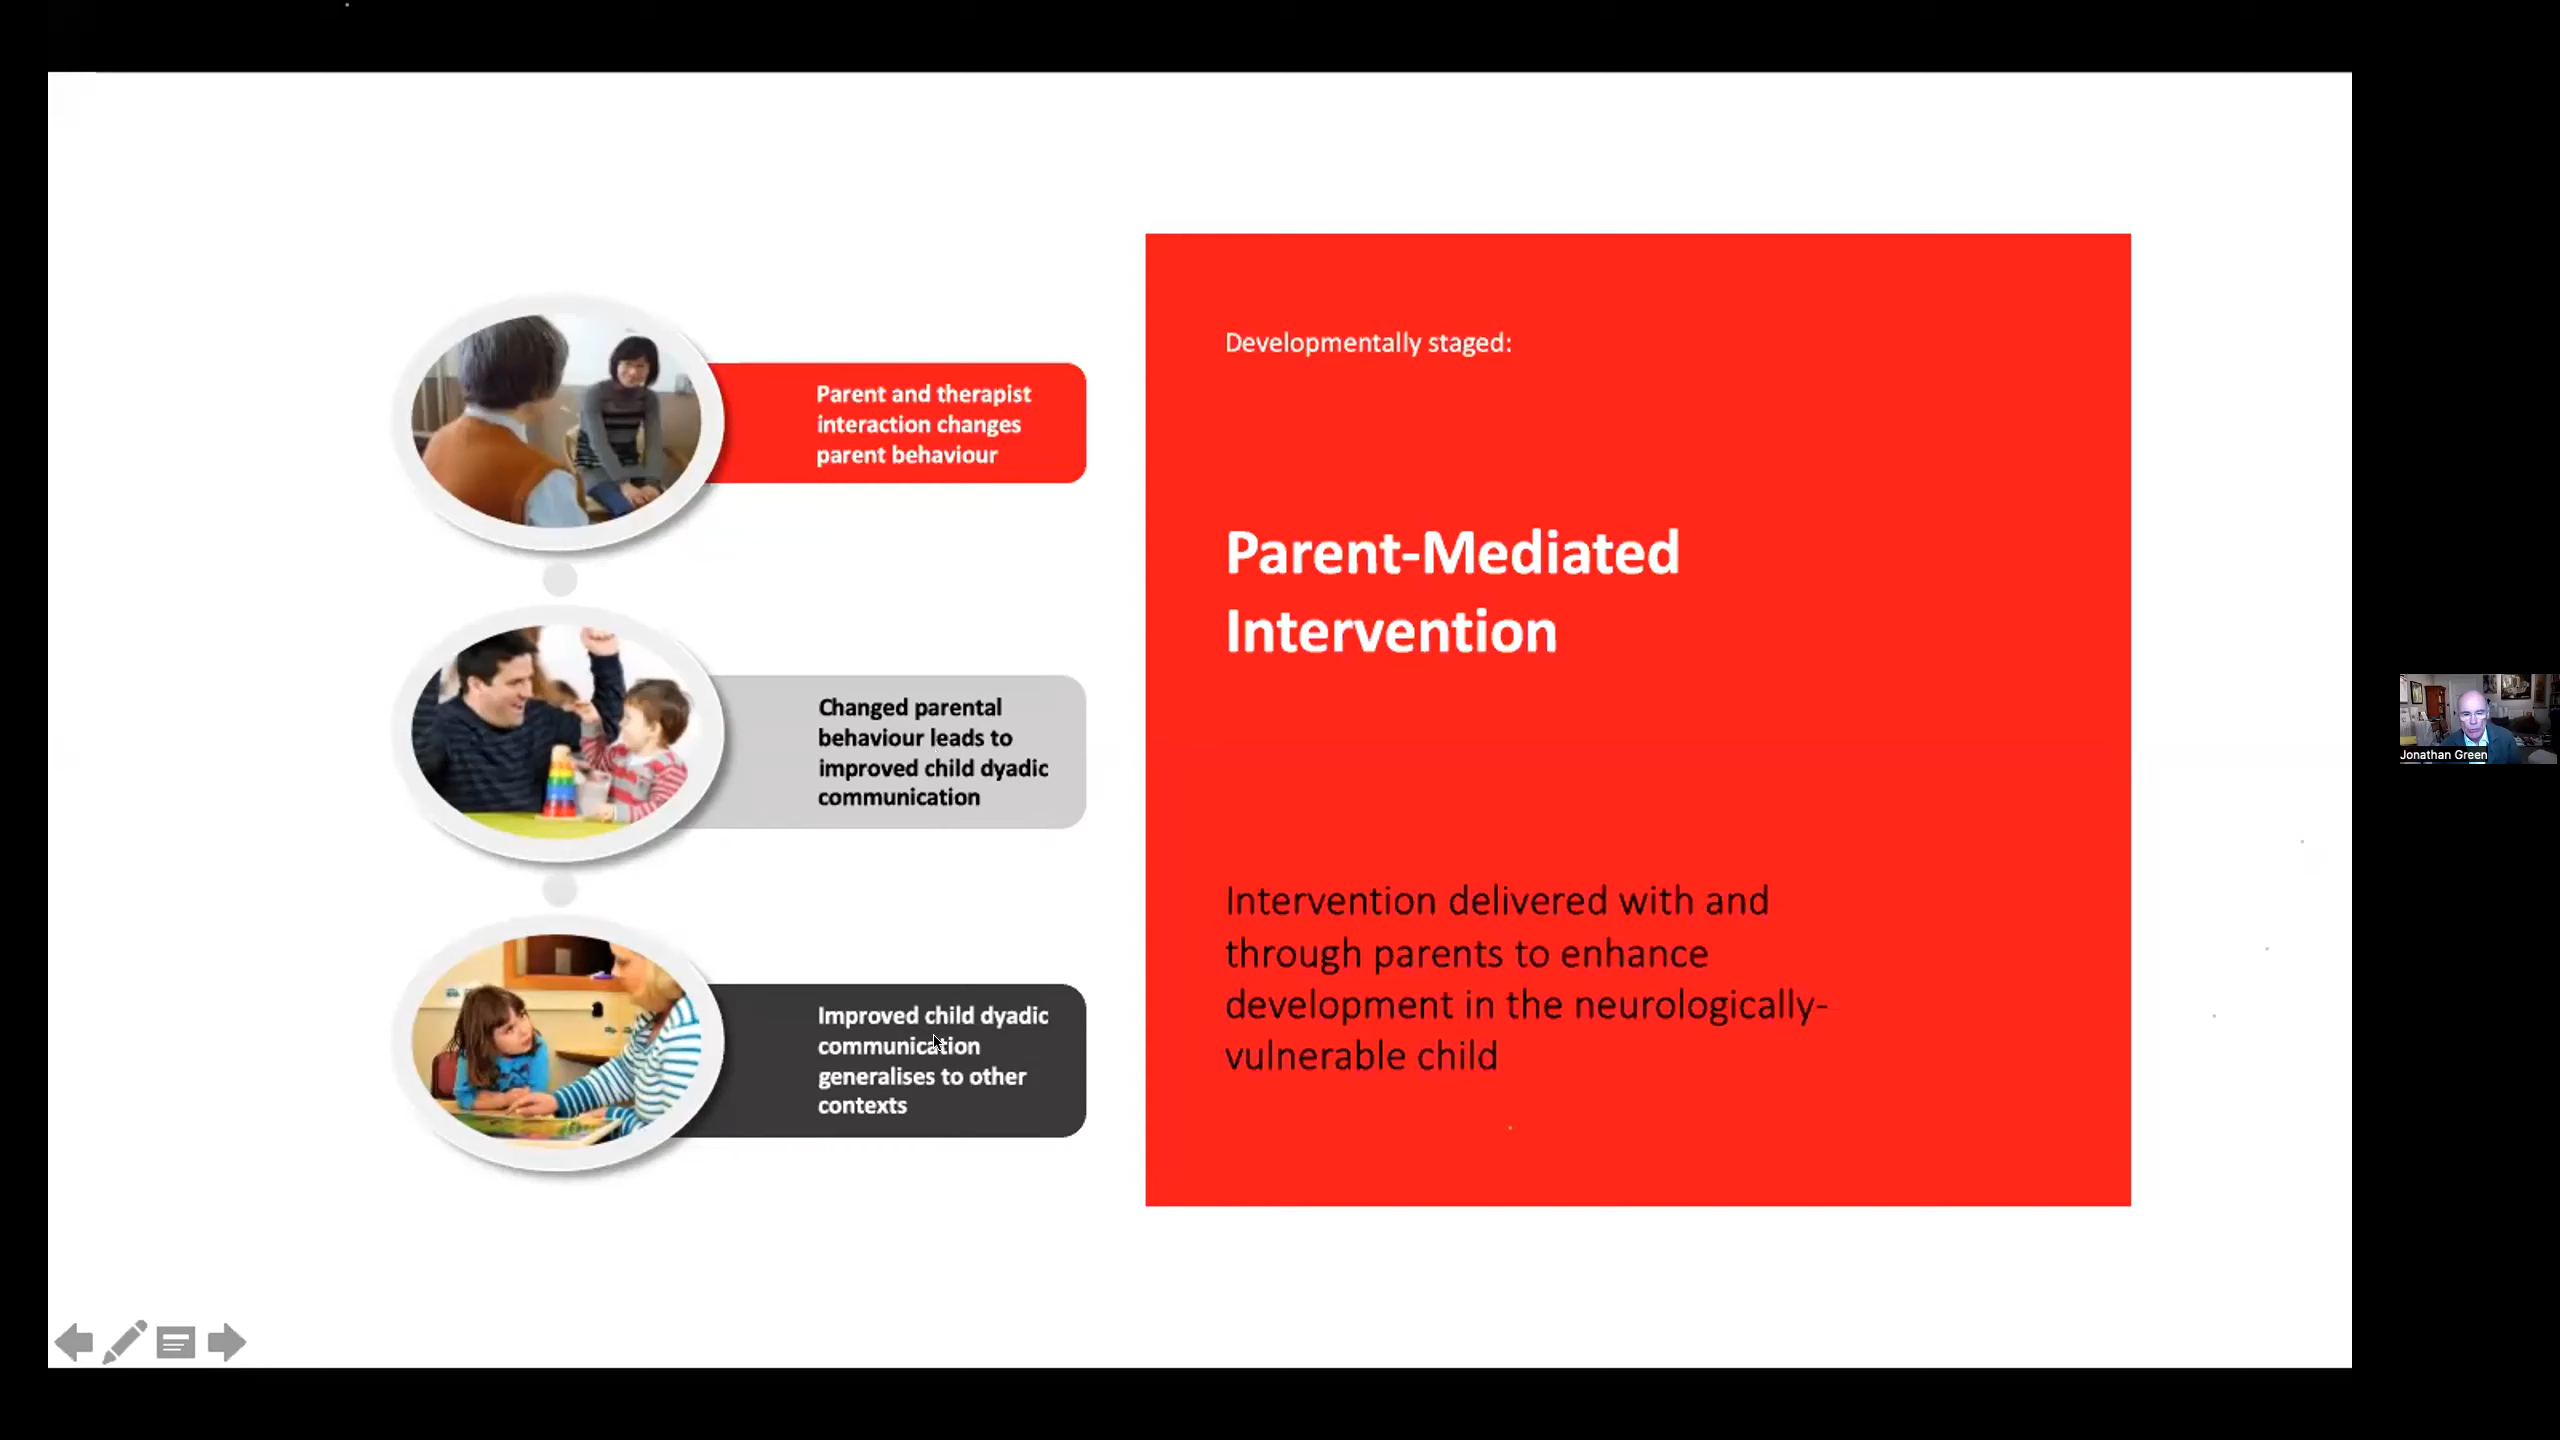 Parent and therapist
interaction changes
parent behaviour
Changed parental
behaviour leads to
improved child dyadic
communication
Improved child dyadic
communication
generalises to other
contexts
Developmentally staged:
Parent-Mediated
Intervention
Intervention delivered with and
through parents to enhance
development in the neurologically-
vulnerable child
Jonathan Green